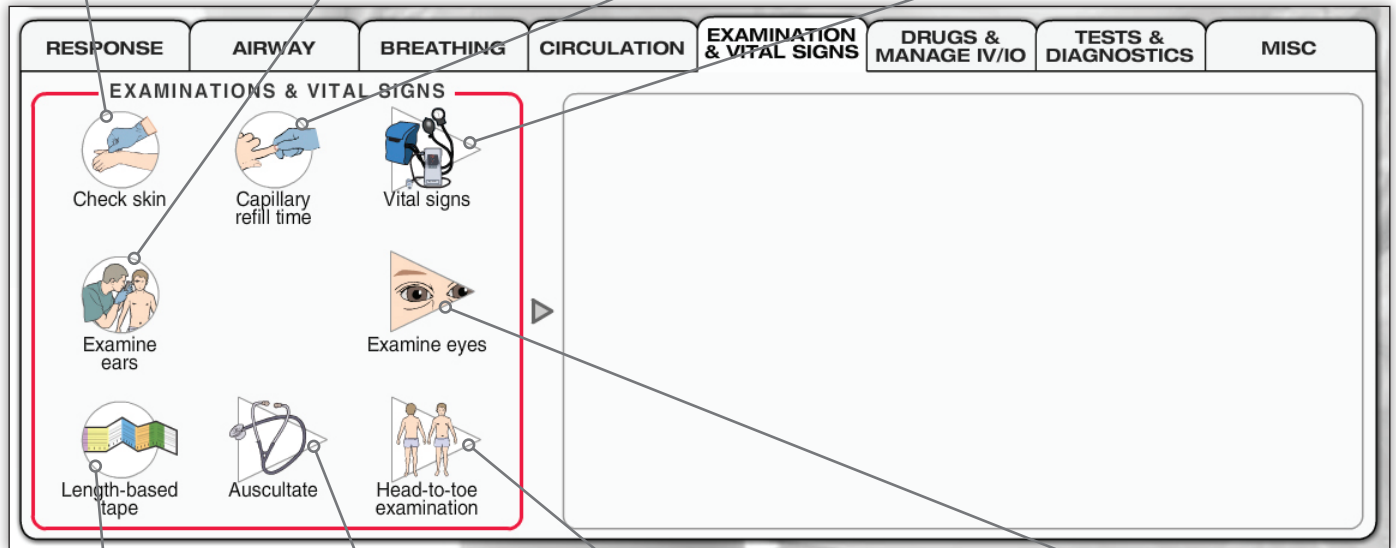 RESPONSE
AIRWAY
BREATHING
CIRCULATION
EXAMINATION
& VITAL SIGNS
DRUGS &
MANAGE IV/IO
TESTS &
DIAGNOSTICS
MISC
EXAMINATIONS & VITAL SIGNS
Check skin
Capillary
refill time
Vital signs
Examine
ears
Examine eyes
Length-based
tape
Auscultate
Head-to-toe
examination